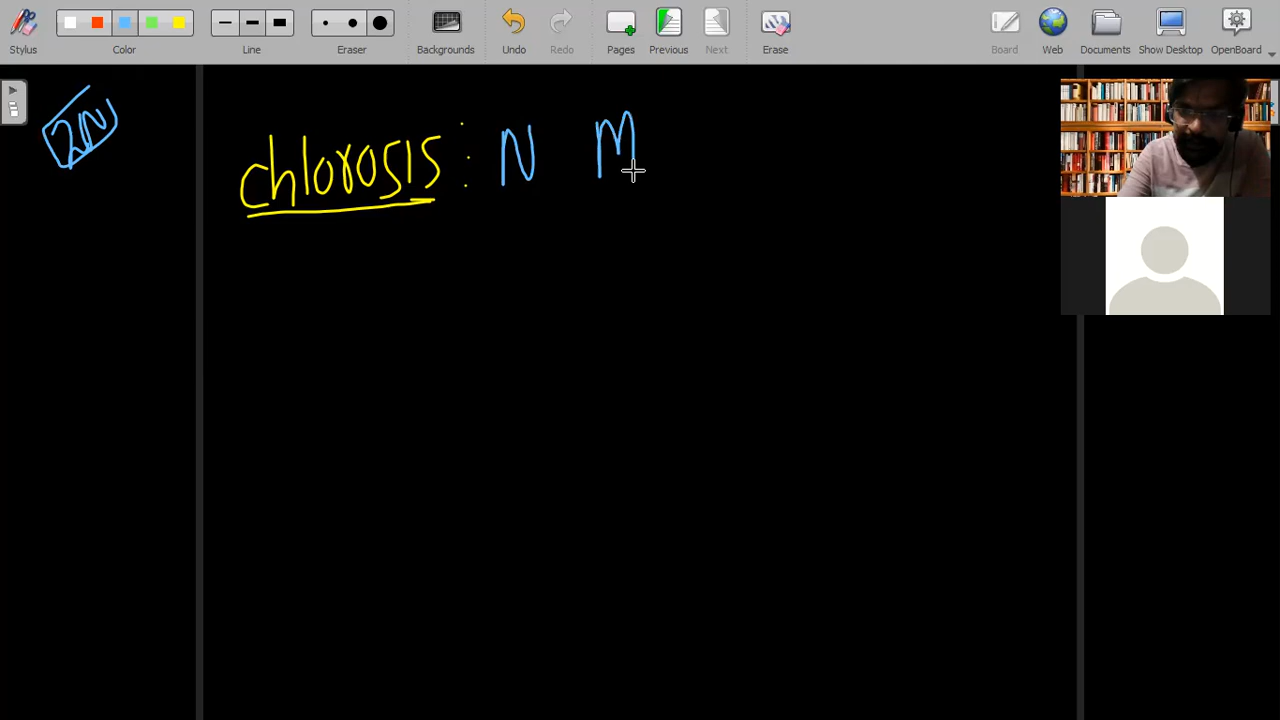 Stylus Color Line Eraser Backgrounds Undo Redo Pages Previous Next Erase Board Web Documents Show Desktop OpenBoard
2N
chlorosis : N M